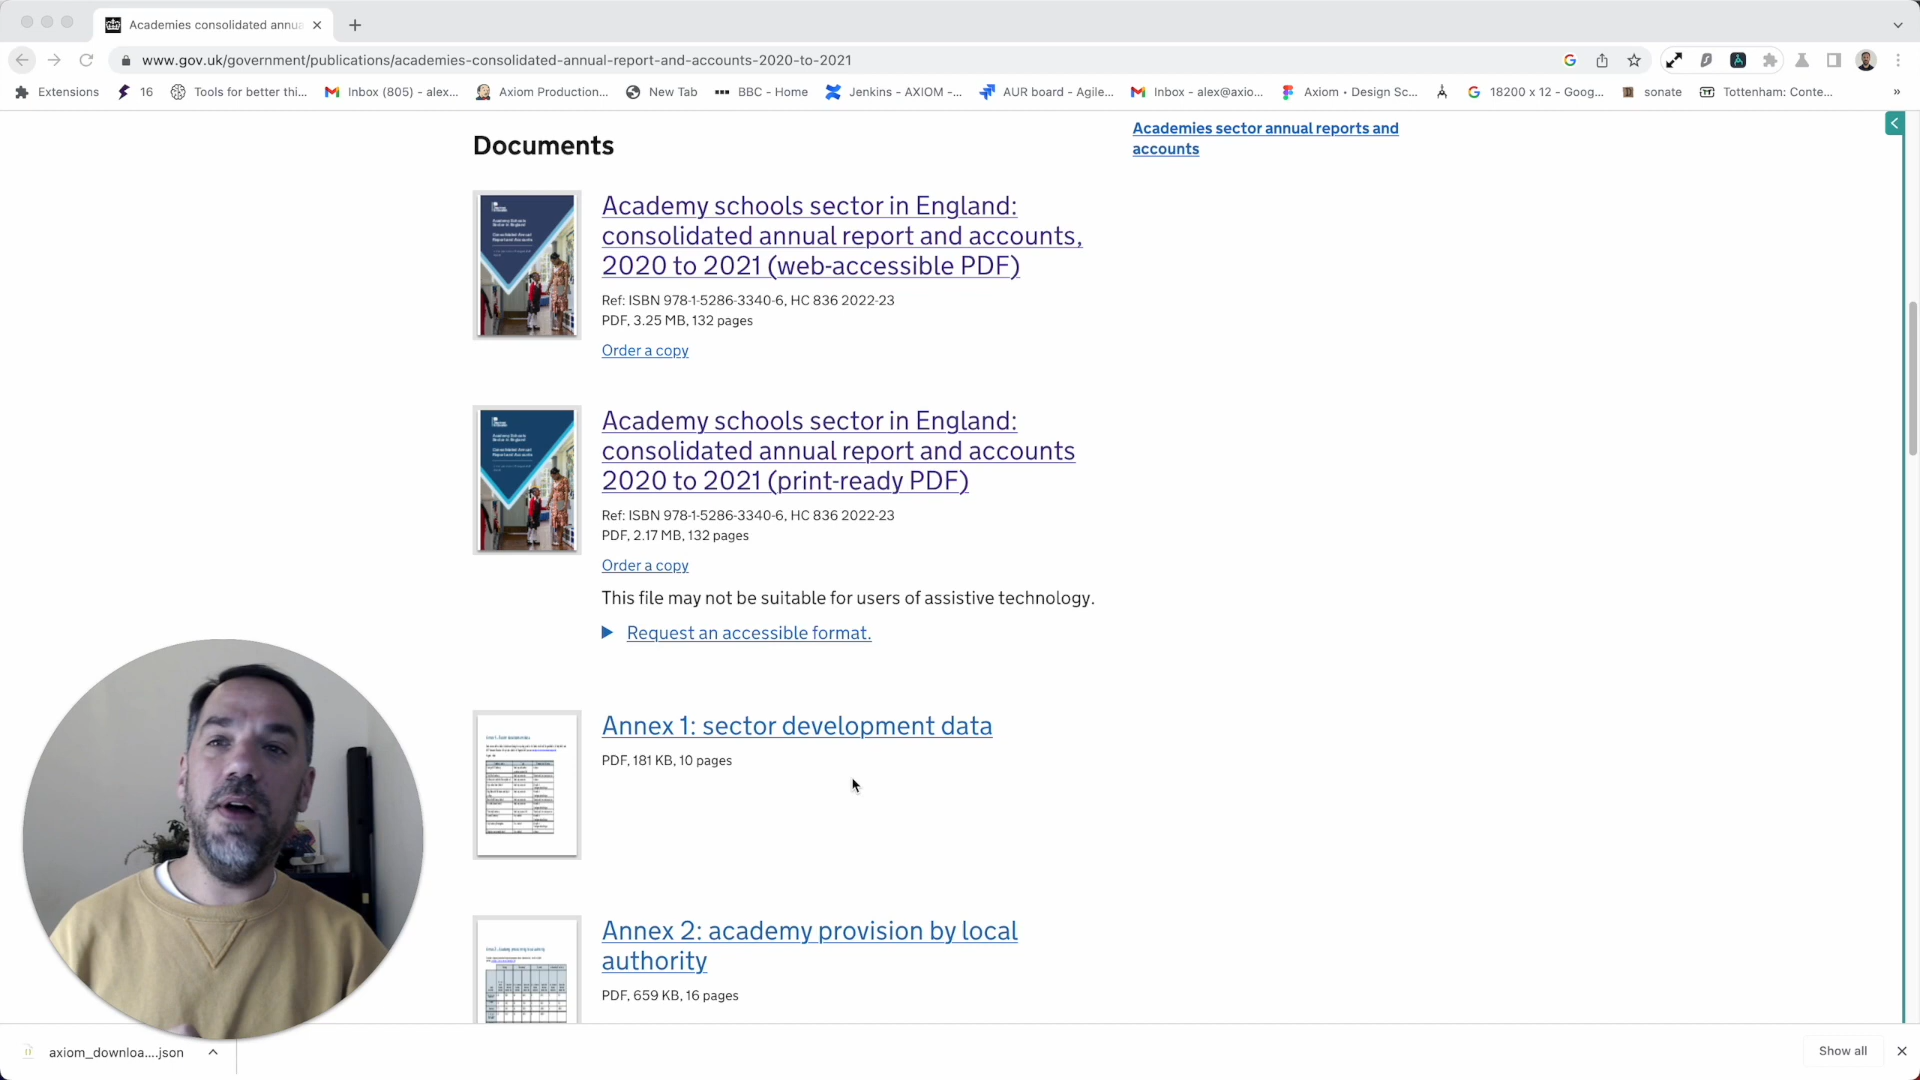 Academies consolidated annua
www.gov.uk/government/publications/academies-consolidated-annual-report-and-accounts-2020-to-2021
Extensions
16
Tools for better thi...
Inbox (805) - alex...
Axiom Production...
New Tab
BBC - Home
Jenkins - AXIOM -...
AUR board - Agile...
Inbox - alex@axio...
Axiom • Design Sc...
18200 x 12 - Goog...
sonate
Tottenham: Conte...
»
Documents
Academies sector annual reports and
accounts
Academy schools sector in England:
consolidated annual report and accounts,
2020 to 2021 (web-accessible PDF)
Ref: ISBN 978-1-5286-3340-6, HC 836 2022-23
PDF, 3.25 MB, 132 pages
Order a copy
Academy schools sector in England:
consolidated annual report and accounts
2020 to 2021 (print-ready PDF)
Ref: ISBN 978-1-5286-3340-6, HC 836 2022-23
PDF, 2.17 MB, 132 pages
Order a copy
This file may not be suitable for users of assistive technology.
Request an accessible format.
Annex 1: sector development data
PDF, 181 KB, 10 pages
Annex 2: academy provision by local
authority
PDF, 659 KB, 16 pages
axiom_downloa....json
Show all